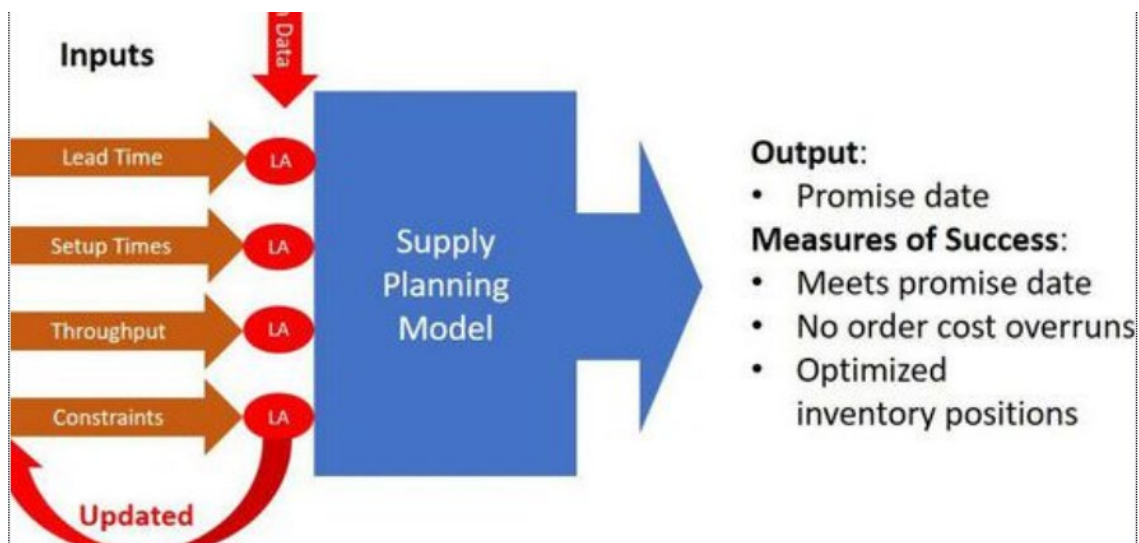 Inputs
Data
Lead Time
LA
Setup Times
LA
Throughput
LA
Constraints
LA
Updated
Supply
Planning
Model
Output:
• Promise date
Measures of Success:
• Meets promise date
• No order cost overruns
• Optimized
inventory positions